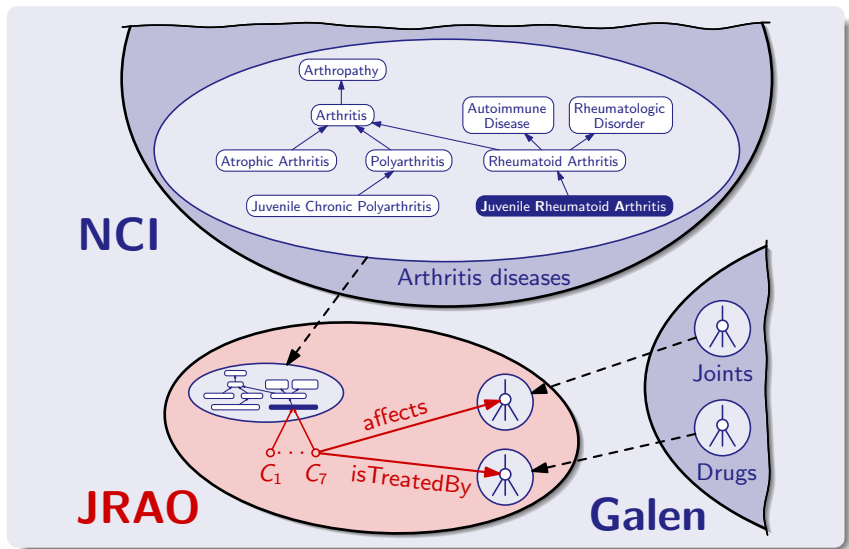 Arthropathy
Arthritis
Autoimmune
Disease
Rheumatologic
Disorder
Atrophic Arthritis
Polyarthritis
Rheumatoid Arthritis
Juvenile Chronic Polyarthritis
Juvenile Rheumatoid Arthritis
NCI
Arthritis diseases
Joints
affects
C1 · · · C7
isTreatedBy
Drugs
JRAO
Galen